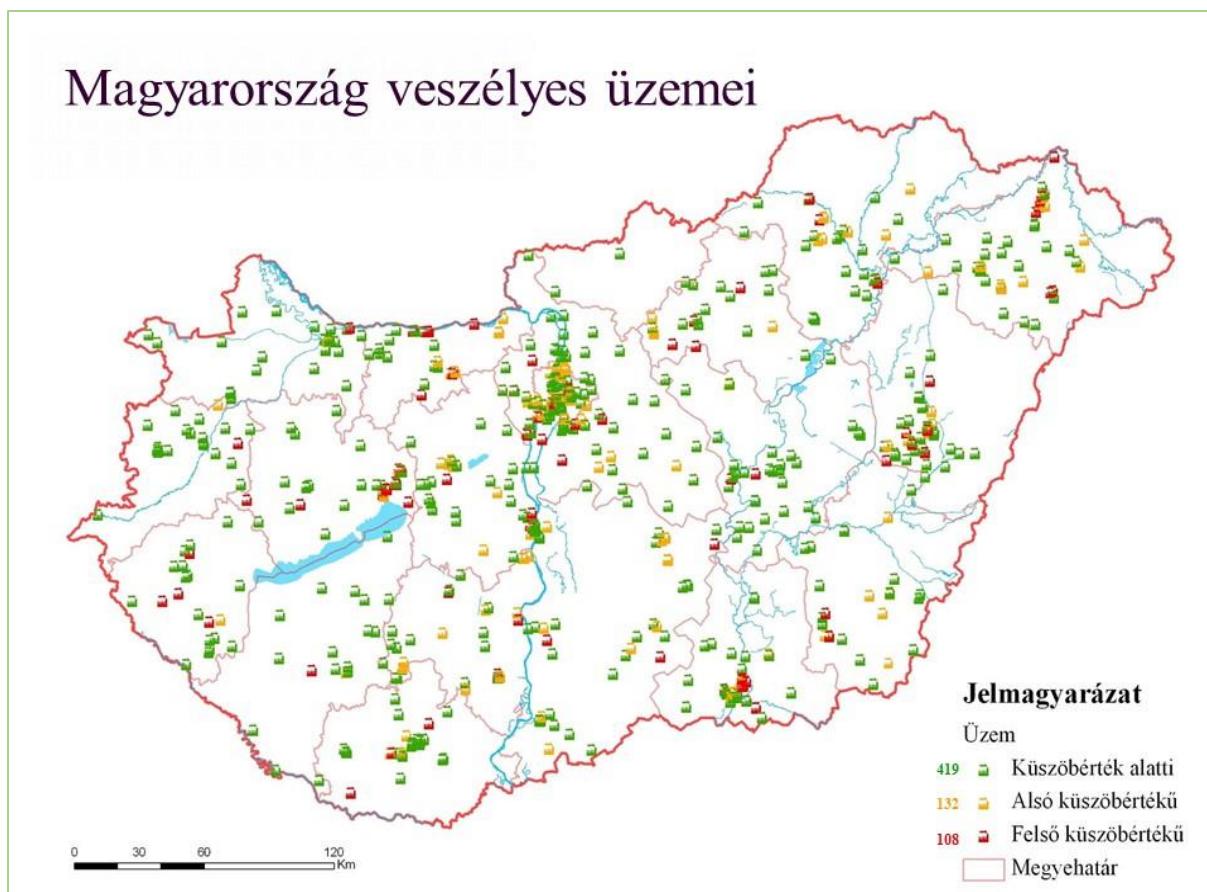 Magyarország veszélyes üzemei
Jelmagyarázat
Üzem
419 Küszöbérték alatti
132 Alsó küszöbértékű
108 Felső küszöbértékű
Megyehatár
0 30 60 120
Km